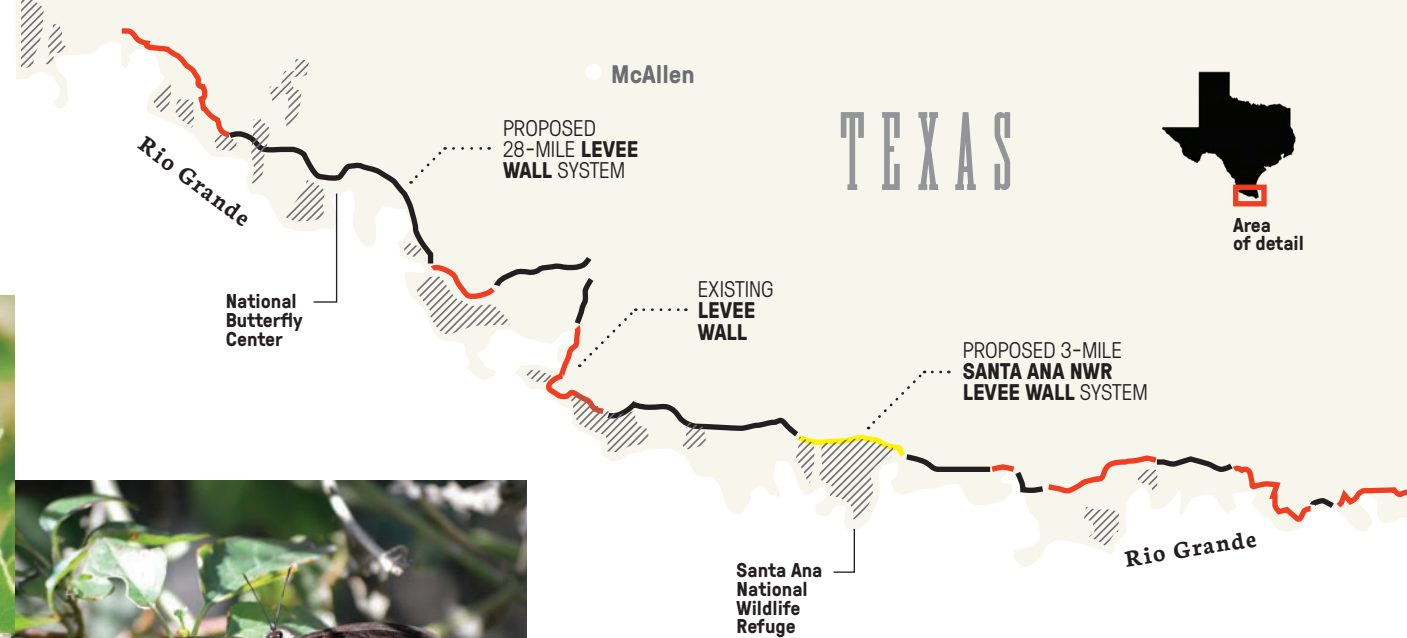 McAllen
TEXAS
PROPOSED
28-MILE LEVEE
WALL SYSTEM
Rio Grande
Area
of detail
National
Butterfly
Center
EXISTING
LEVEE
WALL
PROPOSED 3-MILE
SANTA ANA NWR
LEVEE WALL SYSTEM
Rio Grande
Santa Ana
National
Wildlife
Refuge